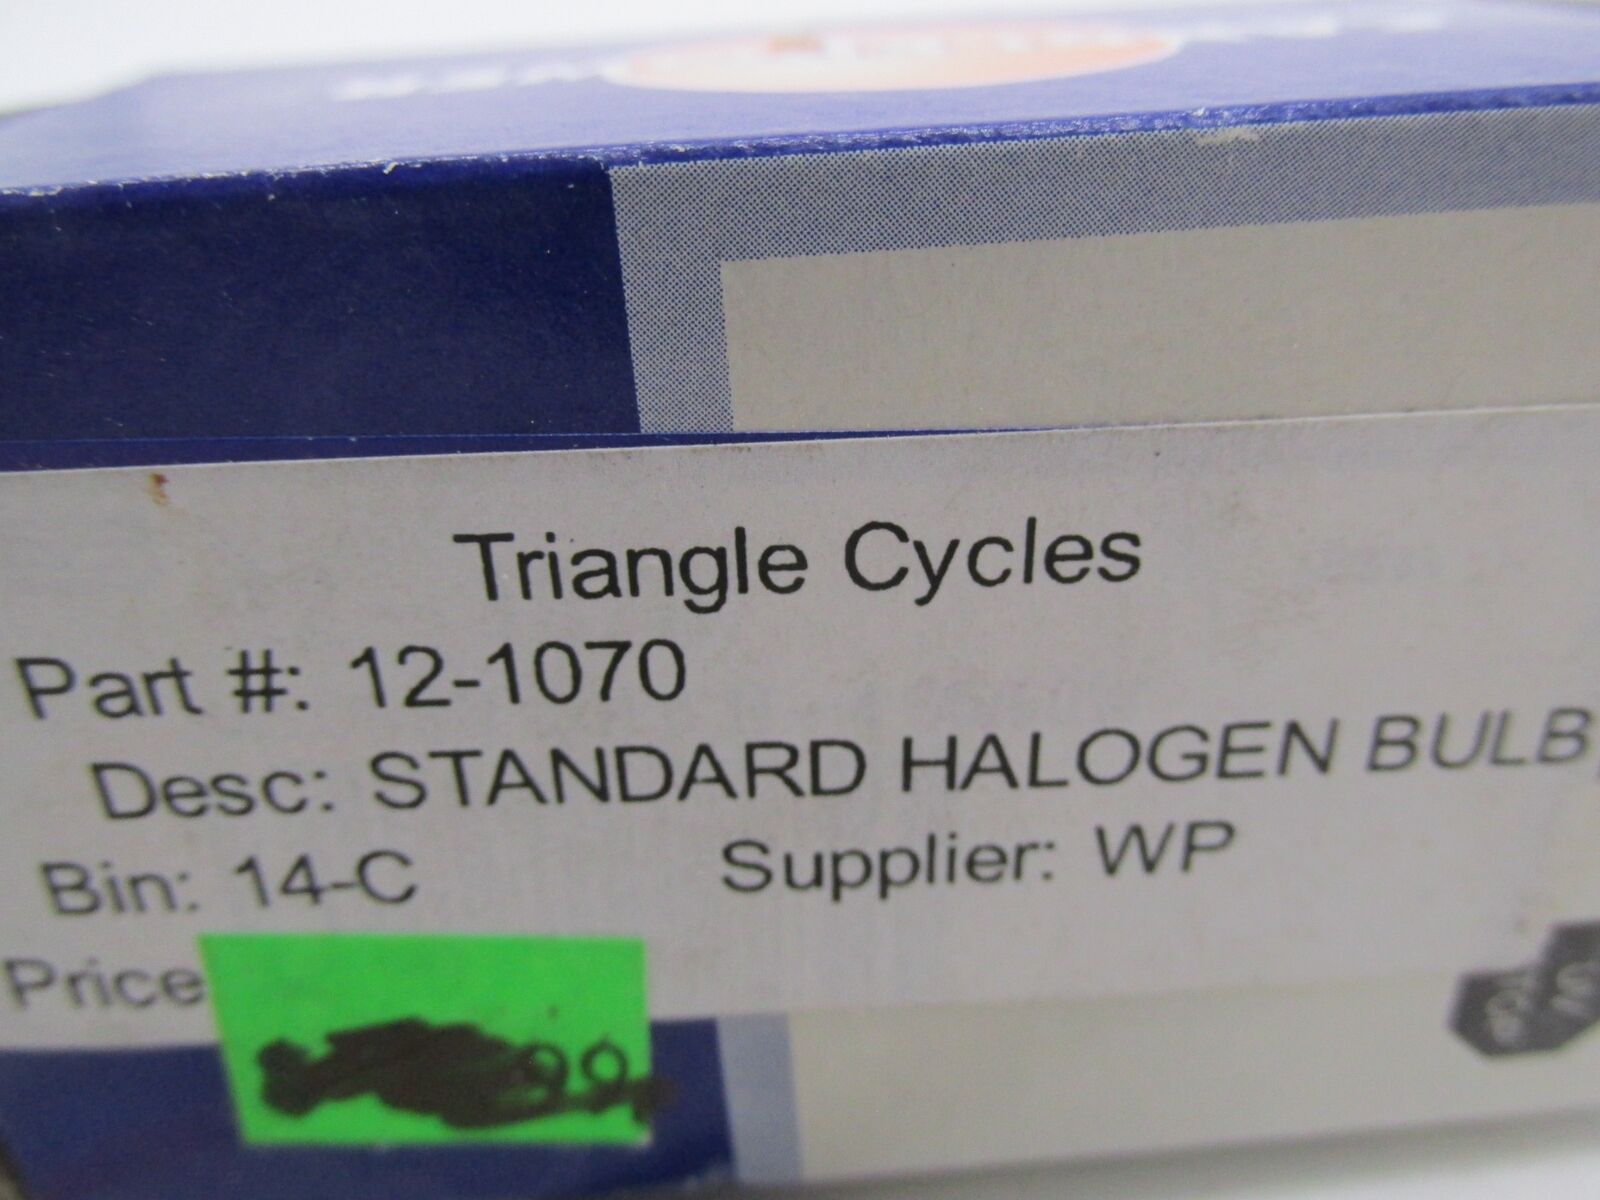 Triangle Cycles
Part #: 12-1070
Desc: STANDARD HALOGEN BULB,
Bin: 14-C Supplier: WP
Price